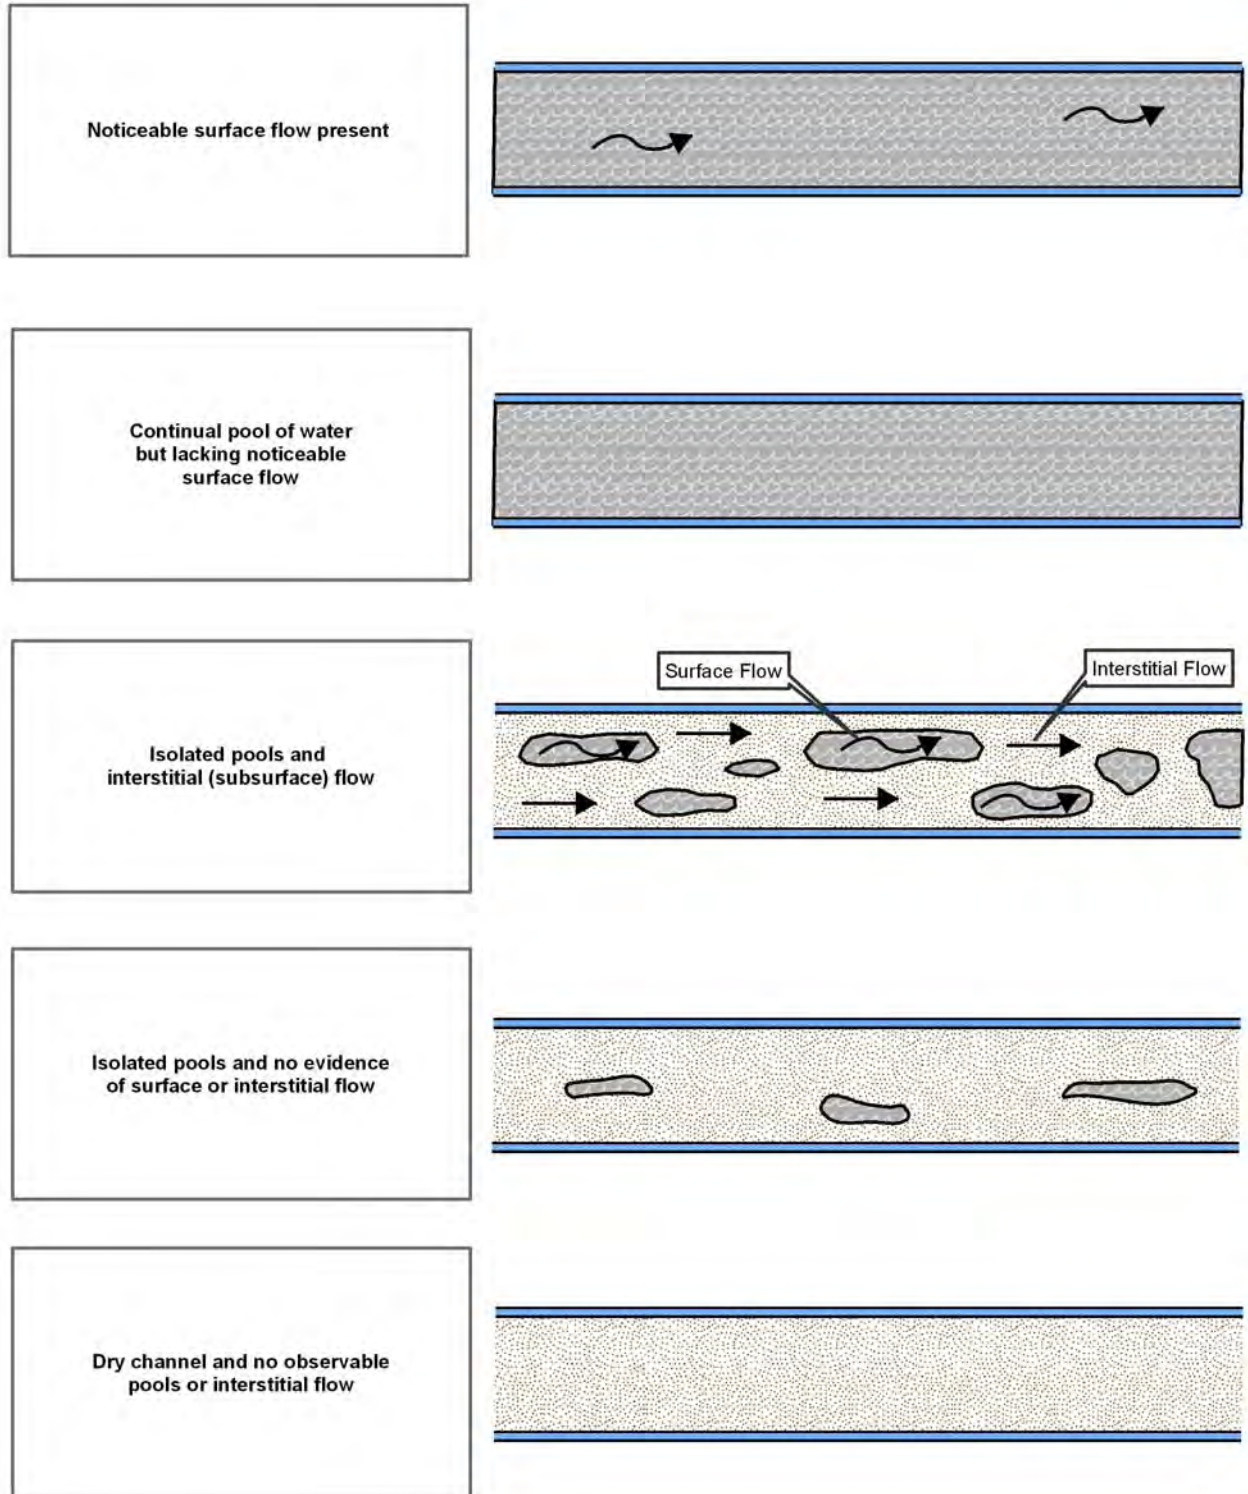 Noticeable surface flow present
Continual pool of water
but lacking noticeable
surface flow
Surface Flow
Interstitial Flow
Isolated pools and
interstitial (subsurface) flow
Isolated pools and no evidence
of surface or interstitial flow
Dry channel and no observable
pools or interstitial flow